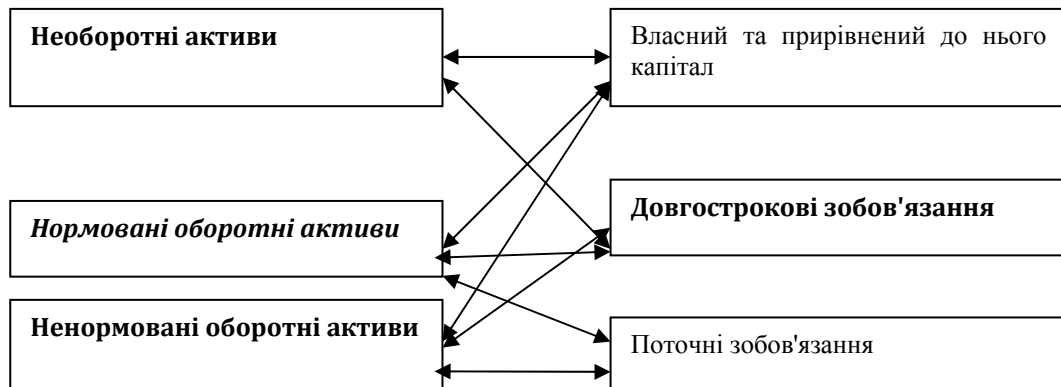 Необоротні активи
Власний та прирівнений до нього
капітал
Нормовані оборотні активи
Довгострокові зобов'язання
Ненормовані оборотні активи
Поточні зобов'язання